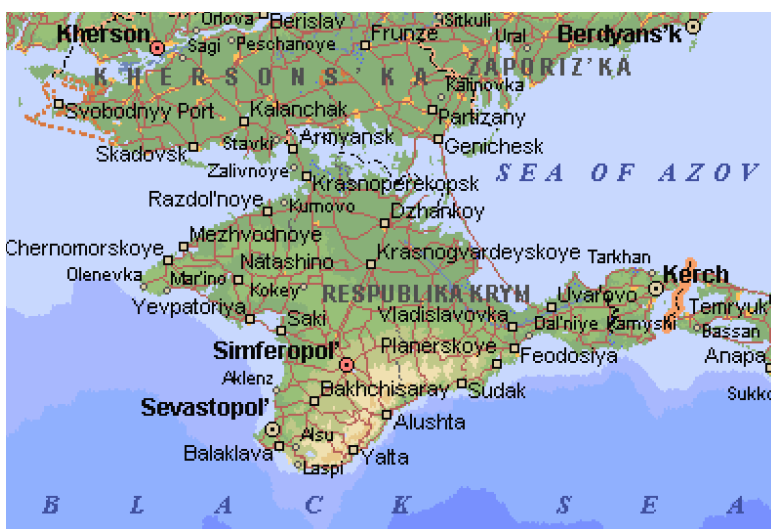 Orlova
Berislav
Sitkuli
Kherson
Sagi
Peschanoye
Frunze
Ural
Berdyans'k
KHERSONS'KA
ZAPORIZ'KA
Kalinovka
Svobodnyy Port
Kalanchak
Partizany
Skadovsk
Stavki
Armyansk
Genichesk
Zalivnoye
Krasnoperekopsk
SEA OF AZOV
Razdol'noye
Kumovo
Dzhankoy
Mezhvodnoye
Chernomorskoye
Natashino
Krasnogvardeyskoye
Tarkhan
Olenevka
Mar'ino
Kokey
RESPUBLIKA KRYM
Uvarovo
Kerch
Yevpatoriya
Saki
Vladislavovka
Dal'niye Kamyski
Temryuk
Bassan
Simferopol'
Planerskoye
Feodosiya
Anapa
Aklenz
Bakhchisaray
Sudak
Sukko
Sevastopol'
Alushta
Alsu
Balaklava
Laspi
Yalta
BLACK SEA